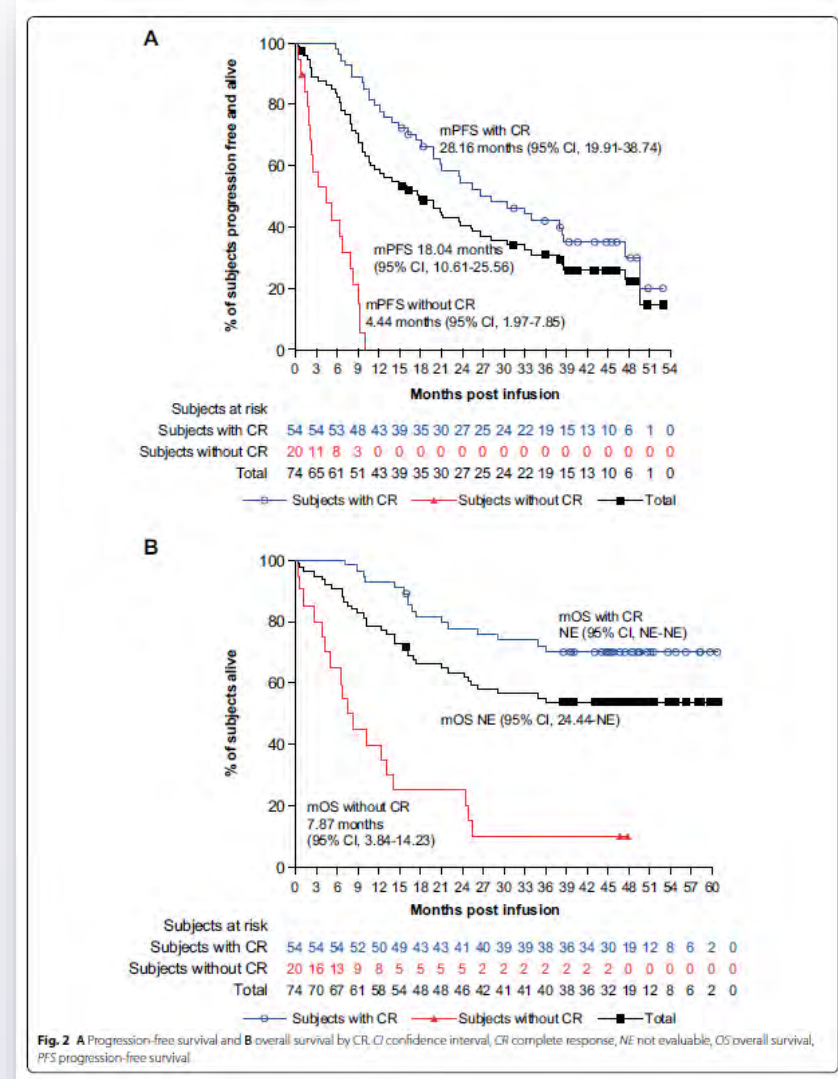 A
100
80
60
40
20
0
% of subjects progression free and alive
mPFS with CR
28.16 months (95% CI, 19.91-38.74)
mPFS 18.04 months
(95% CI, 10.61-25.56)
mPFS without CR
4.44 months (95% CI, 1.97-7.85)
0 3 6 9 12 15 18 21 24 27 30 33 36 39 42 45 48 51 54
Months post infusion
Subjects at risk
Subjects with CR 54 54 53 48 43 39 35 30 27 25 24 22 19 15 13 10 6 1 0
Subjects without CR 20 11 8 3 0 0 0 0 0 0 0 0 0 0 0 0 0 0 0
Total 74 65 61 51 43 39 35 30 27 25 24 22 19 15 13 10 6 1 0
Subjects with CR Subjects without CR Total
B
100
80
60
40
20
0
% of subjects alive
mOS with CR
NE (95% CI, NE-NE)
mOS NE (95% CI, 24.44-NE)
mOS without CR
7.87 months
(95% CI, 3.84-14.23)
0 3 6 9 12 15 18 21 24 27 30 33 36 39 42 45 48 51 54 57 60
Months post infusion
Subjects at risk
Subjects with CR 54 54 54 52 50 49 43 43 41 40 39 39 38 36 34 30 19 12 8 6 2 0
Subjects without CR 20 16 13 9 8 5 5 5 5 2 2 2 2 2 2 2 0 0 0 0 0 0
Total 74 70 67 61 58 54 48 48 46 42 41 41 40 38 36 32 19 12 8 6 2 0
Subjects with CR Subjects without CR Total
Fig. 2 A Progression-free survival and B overall survival by CR. CI confidence interval, CR complete response, NE not evaluable, OS overall survival,
PFS progression-free survival